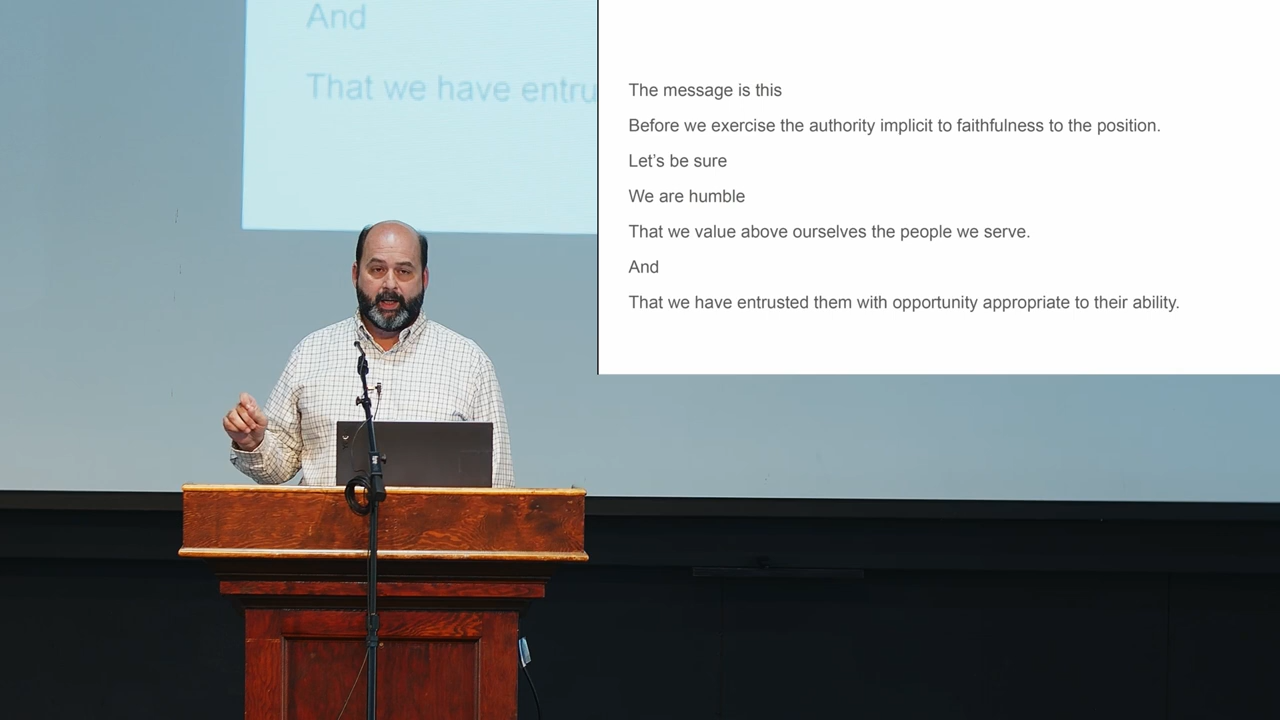 And
That we have entru
The message is this
Before we exercise the authority implicit to faithfulness to the position.
Let’s be sure
We are humble
That we value above ourselves the people we serve.
And
That we have entrusted them with opportunity appropriate to their ability.